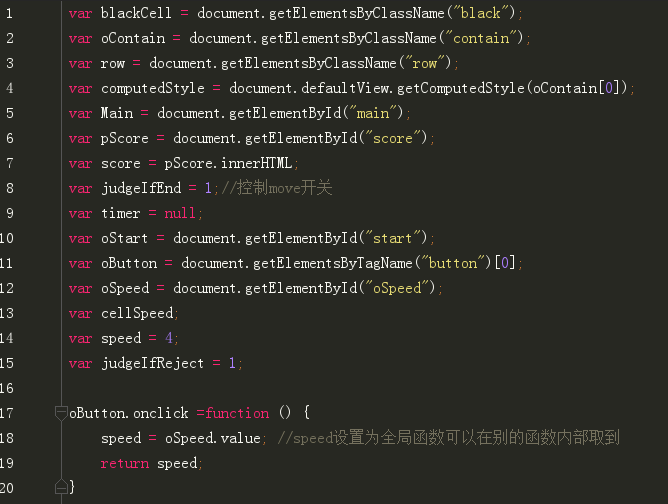 1 var blackCell = document.getElementsByClassName("black");
2 var oContain = document.getElementsByClassName("contain");
3 var row = document.getElementsByClassName("row");
4 var computedStyle = document.defaultView.getComputedStyle(oContain[0]);
5 var Main = document.getElementById("main");
6 var pScore = document.getElementById("score");
7 var score = pScore.innerHTML;
8 var judgeIfEnd = 1;//控制move开关
9 var timer = null;
10 var oStart = document.getElementById("start");
11 var oButton = document.getElementsByTagName("button")[0];
12 var oSpeed = document.getElementById("oSpeed");
13 var cellSpeed;
14 var speed = 4;
15 var judgeIfReject = 1;
16
17 oButton.onclick =function () {
18     speed = oSpeed.value; //speed设置为全局函数可以在别的函数内部取到
19     return speed;
20 }